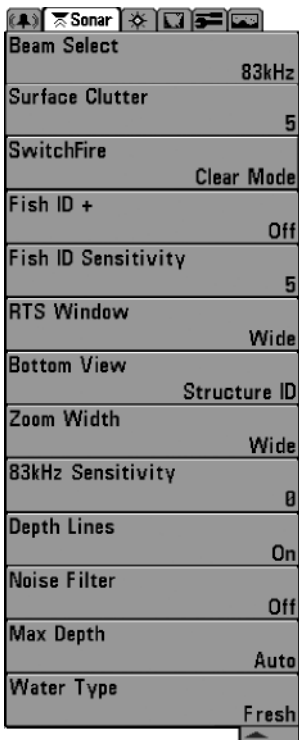 Sonar
Beam Select
83kHz
Surface Clutter
5
SwitchFire
Clear Mode
Fish ID +
Off
Fish ID Sensitivity
5
RTS Window
Wide
Bottom View
Structure ID
Zoom Width
Wide
83kHz Sensitivity
0
Depth Lines
On
Noise Filter
Off
Max Depth
Auto
Water Type
Fresh